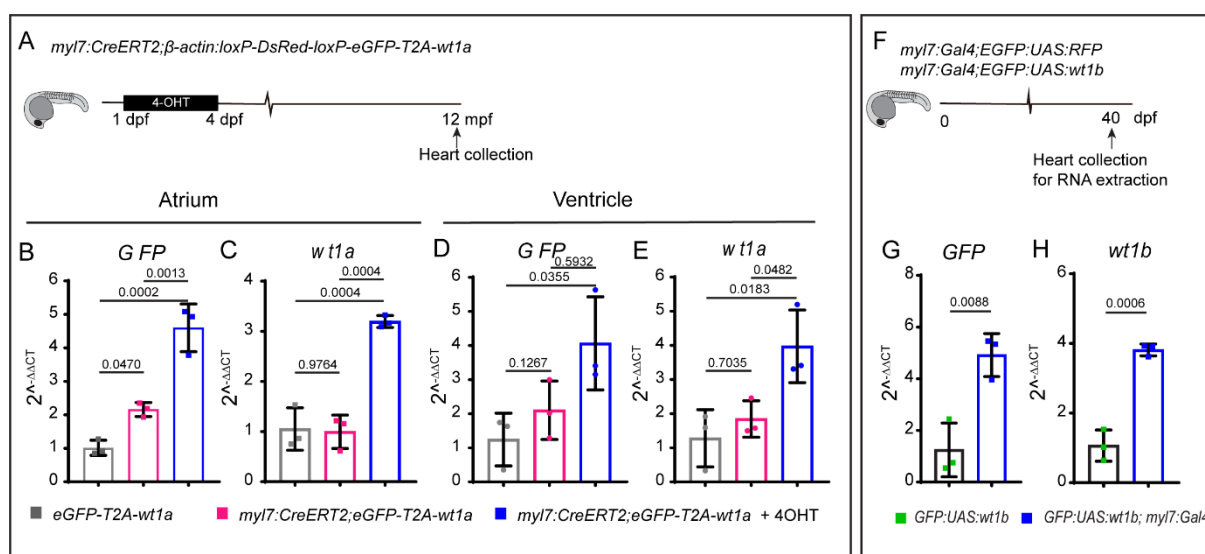 A
myl7:CreERT2;β-actin:loxP-DsRed-loxP-eGFP-T2A-wt1a
4-OHT
1 dpf
4 dpf
12 mpf
Heart collection
Atrium
Ventricle
B
G FP
2^-ΔΔCT
6
5
4
3
2
1
0
0.0013
0.0002
0.0470
C
w t1a
2^-ΔΔCT
4
3
2
1
0
0.0004
0.0004
0.9764
D
G FP
2^-ΔΔCT
6
5
4
3
2
1
0
0.5932
0.0355
0.1267
E
w t1a
2^-ΔΔCT
6
5
4
3
2
1
0
0.0482
0.0183
0.7035
eGFP-T2A-wt1a
myl7:CreERT2;eGFP-T2A-wt1a
myl7:CreERT2;eGFP-T2A-wt1a + 4OHT
F
myl7:Gal4;EGFP:UAS:RFP
myl7:Gal4;EGFP:UAS:wt1b
0
40
dpf
Heart collection
for RNA extraction
G
GFP
2^-ΔΔCT
8
6
4
2
0
0.0088
H
wt1b
2^-ΔΔCT
6
4
2
0
0.0006
GFP:UAS:wt1b
GFP:UAS:wt1b; myl7:Gal4